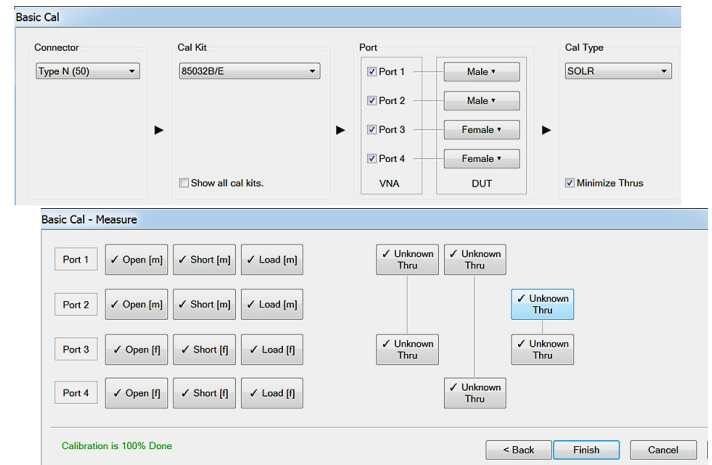 Basic Cal
Connector Cal Kit Port Cal Type
Type N (50) 85032B/E ✓ Port 1 Male SOLR
✓ Port 2 Male
✓ Port 3 Female
✓ Port 4 Female
Show all cal kits. VNA DUT ✓ Minimize Thrus
Basic Cal - Measure
Port 1 ✓ Open [m] ✓ Short [m] ✓ Load [m] ✓ Unknown Thru ✓ Unknown Thru
Port 2 ✓ Open [m] ✓ Short [m] ✓ Load [m] ✓ Unknown Thru
Port 3 ✓ Open [f] ✓ Short [f] ✓ Load [f] ✓ Unknown Thru ✓ Unknown Thru
Port 4 ✓ Open [f] ✓ Short [f] ✓ Load [f] ✓ Unknown Thru
Calibration is 100% Done
< Back Finish Cancel